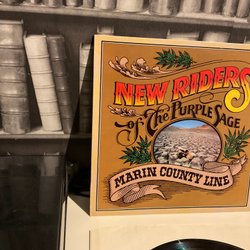 NEW RIDERS
of The PURPLE SAGE
MARIN COUNTY LINE